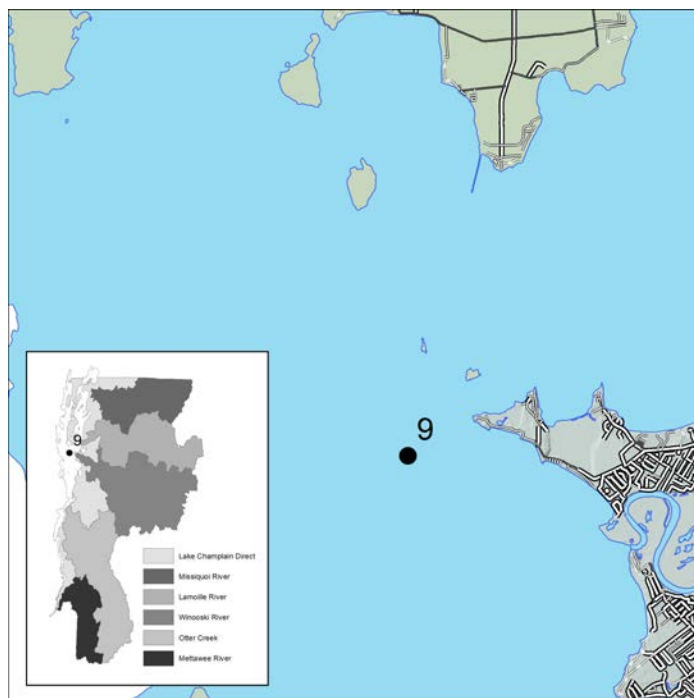 9
9
Lake Champlain Direct
Missiquoi River
Lamoille River
Winooski River
Otter Creek
Mettawee River